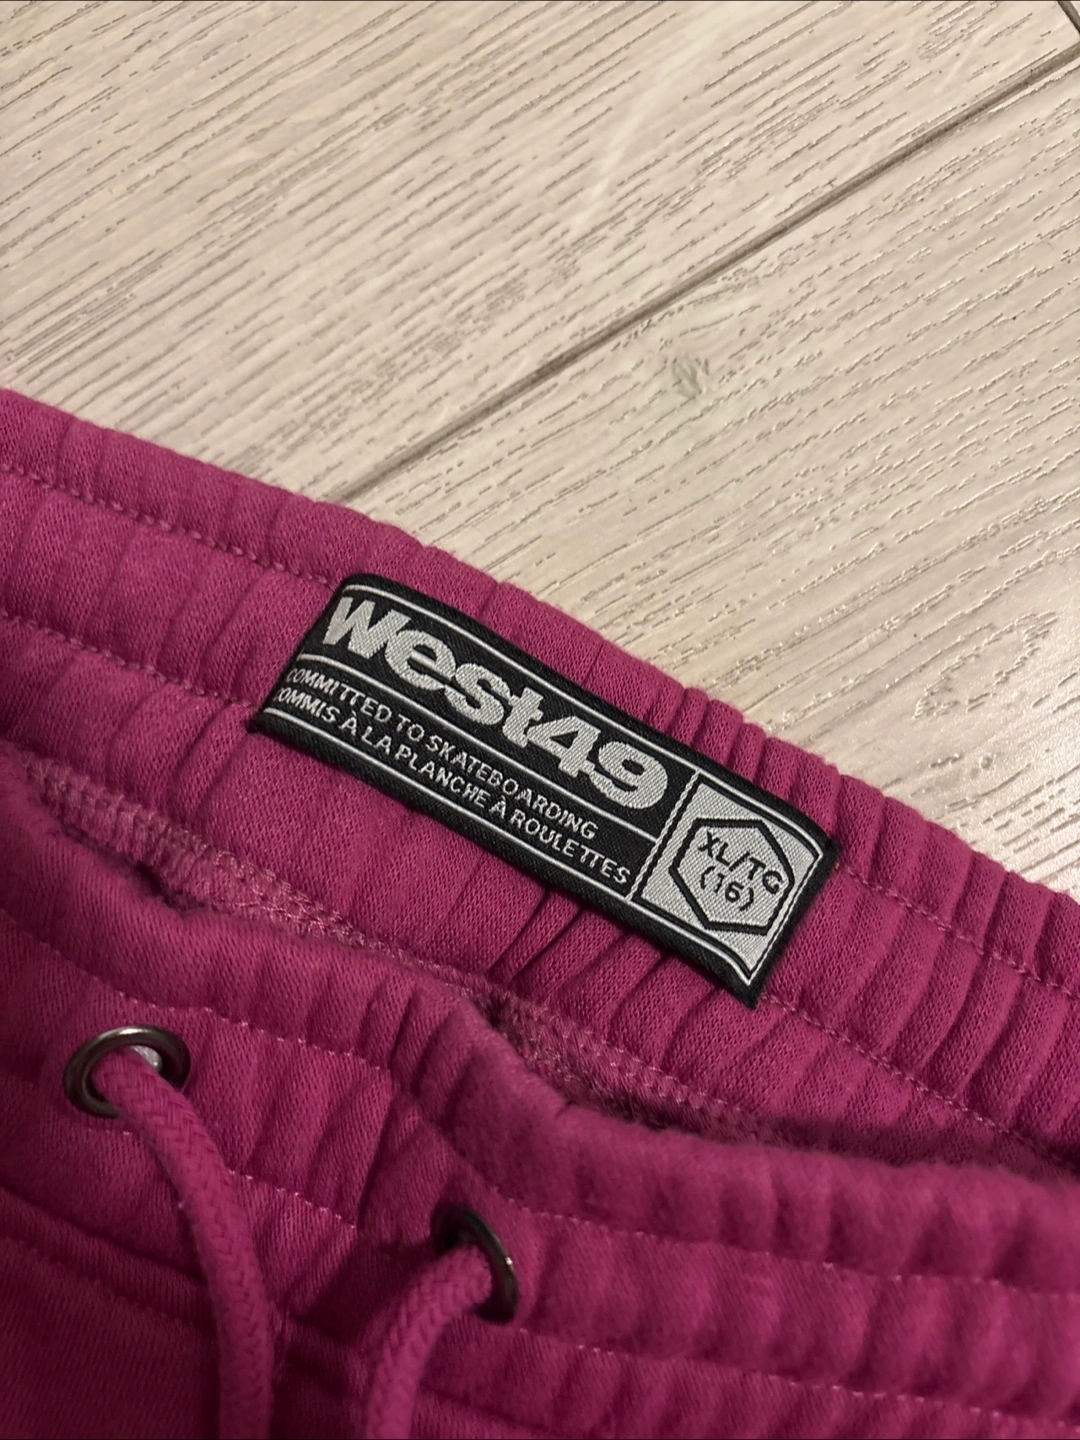 West49
COMMITTED TO SKATEBOARDING
COMMIS À LA PLANCHE À ROULETTES
XL/TG
(16)